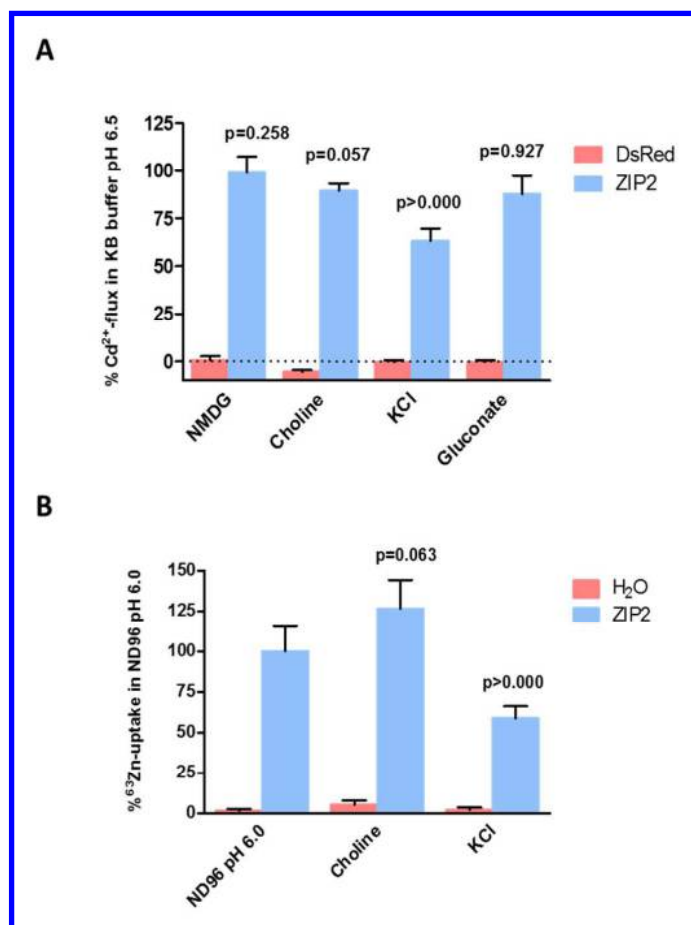 A
% Cd²⁺-flux in KB buffer pH 6.5
125
100
75
50
25
0
p=0.258
p=0.057
p>0.000
p=0.927
DsRed
ZIP2
NMDG
Choline
KCl
Gluconate
B
%⁶³Zn-uptake in ND96 pH 6.0
150
125
100
75
50
25
0
p=0.063
p>0.000
H₂O
ZIP2
ND96 pH 6.0
Choline
KCl